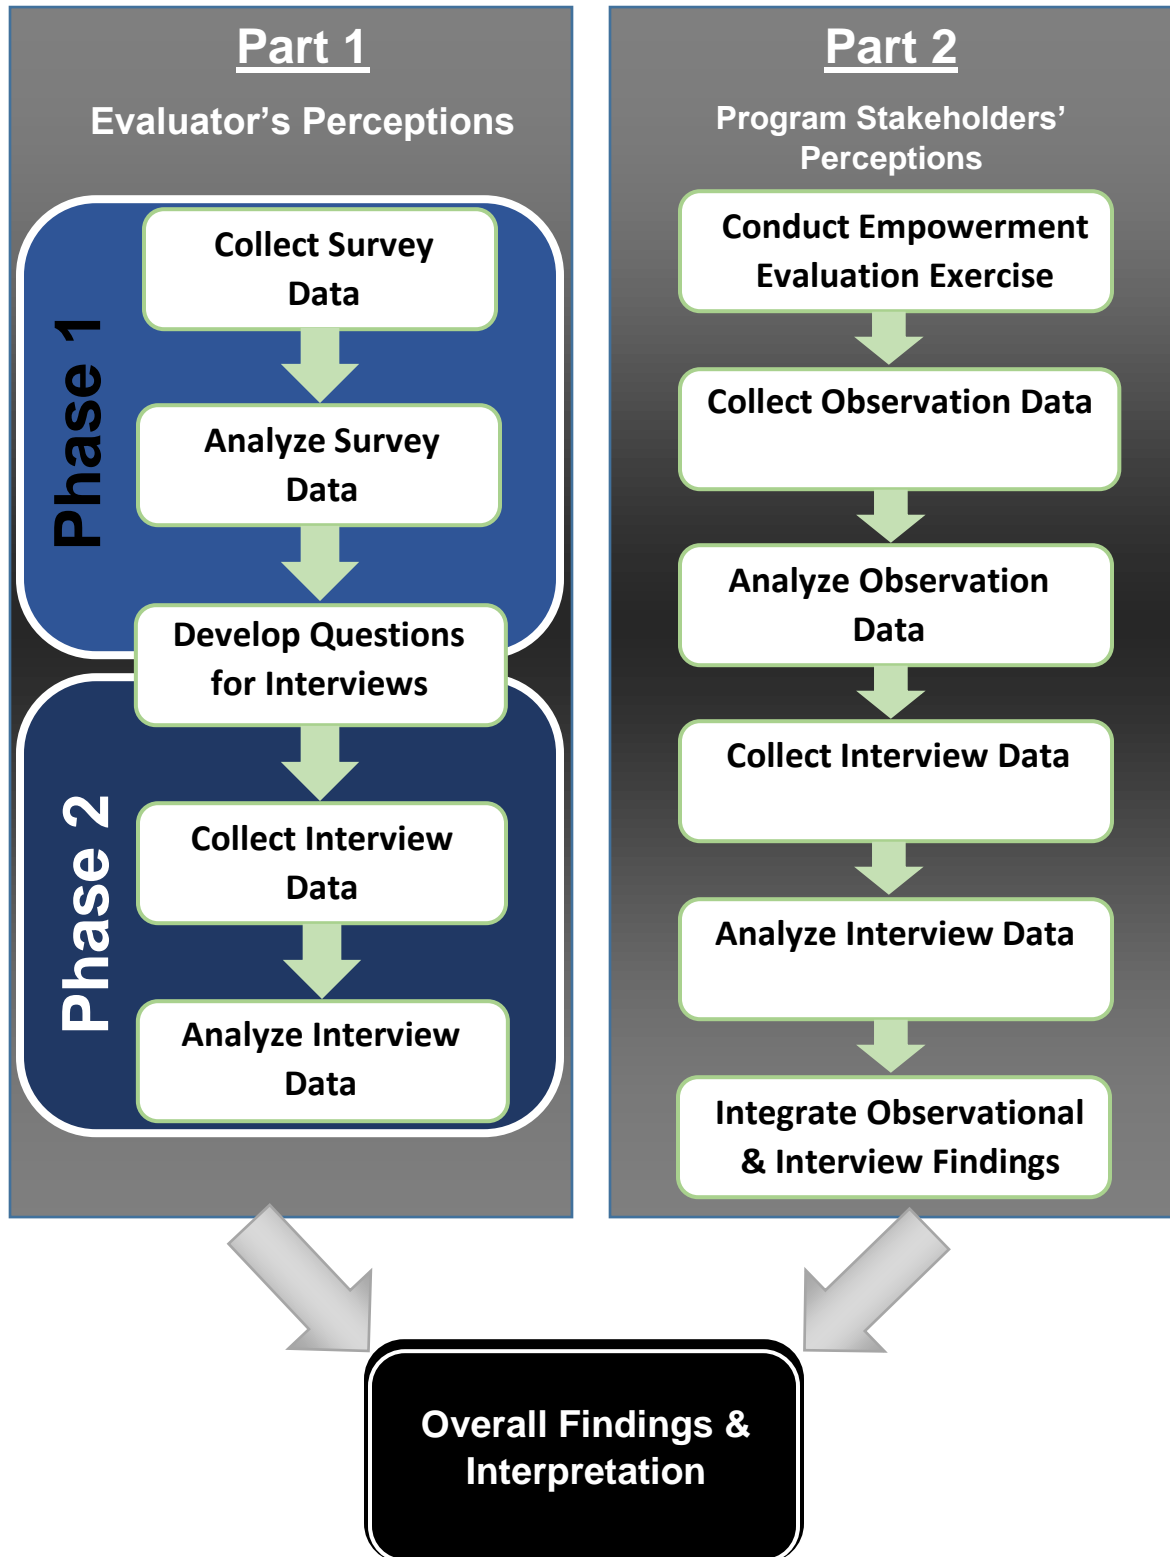 Part 1
Evaluator’s Perceptions
Phase 1
Collect Survey
Data
Analyze Survey
Data
Develop Questions
for Interviews
Phase 2
Collect Interview
Data
Analyze Interview
Data
Part 2
Program Stakeholders’
Perceptions
Conduct Empowerment
Evaluation Exercise
Collect Observation Data
Analyze Observation
Data
Collect Interview Data
Analyze Interview Data
Integrate Observational
& Interview Findings
Overall Findings &
Interpretation